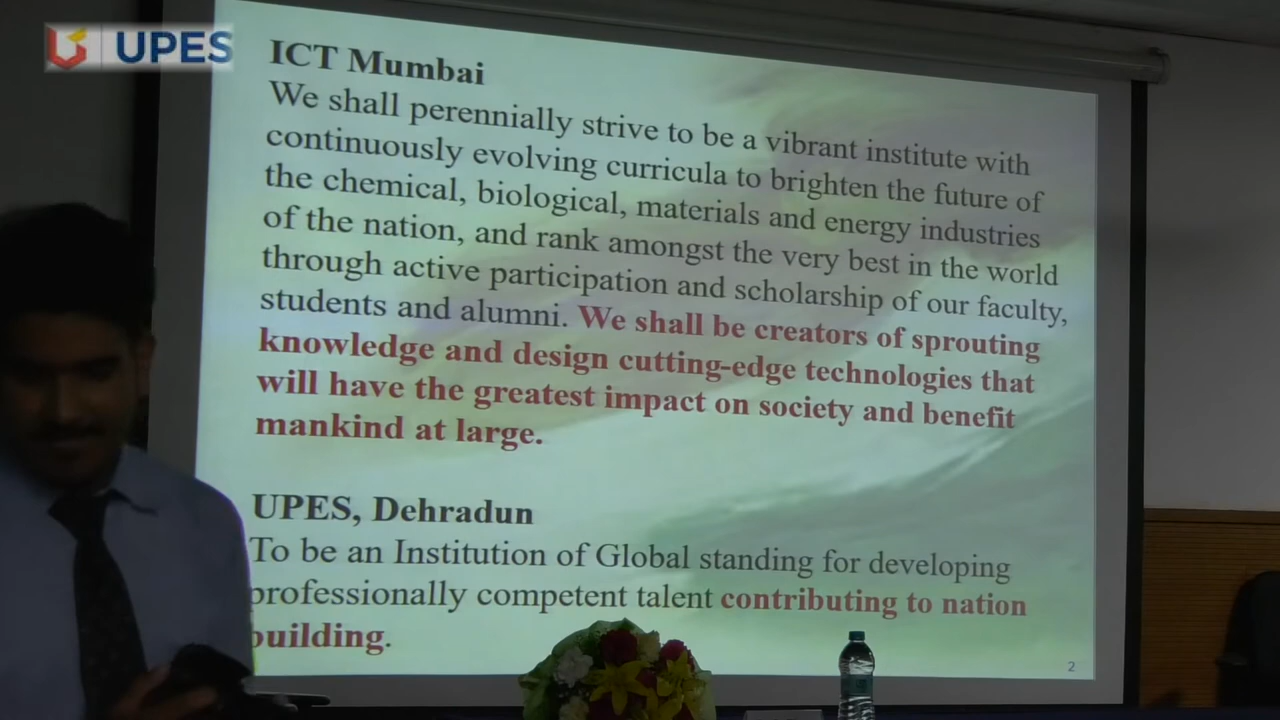 UPES
ICT Mumbai
We shall perennially strive to be a vibrant institute with
continuously evolving curricula to brighten the future of
the chemical, biological, materials and energy industries
of the nation, and rank amongst the very best in the world
through active participation and scholarship of our faculty,
students and alumni. We shall be creators of sprouting
knowledge and design cutting-edge technologies that
will have the greatest impact on society and benefit
mankind at large.
UPES, Dehradun
To be an Institution of Global standing for developing
professionally competent talent contributing to nation
building.
2